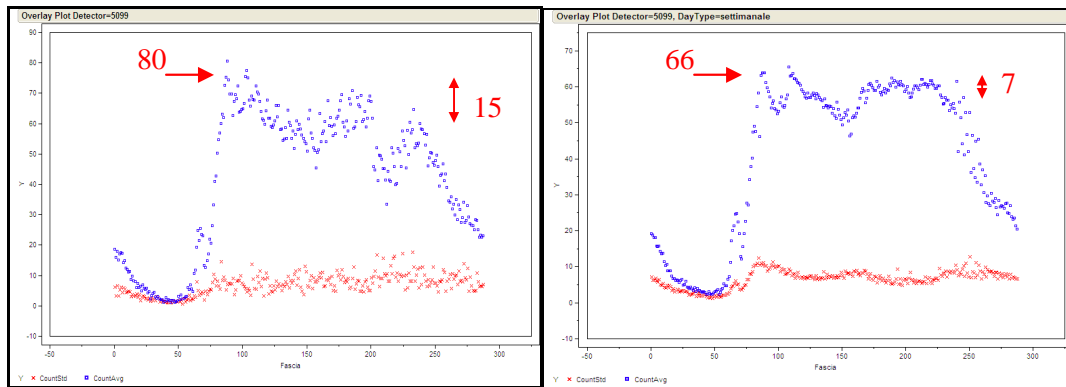 Overlay Plot Detector=5099
90
80
70
60
50
40
30
20
10
0
-10
Y
80
15
-50 0 50 100 150 200 250 300
Fascia
Y × CountStd CountAvg
Overlay Plot Detector=5099, DayType=settimanale
70
60
50
40
30
20
10
0
-10
Y
66
7
-50 0 50 100 150 200 250 300
Fascia
Y × CountStd CountAvg